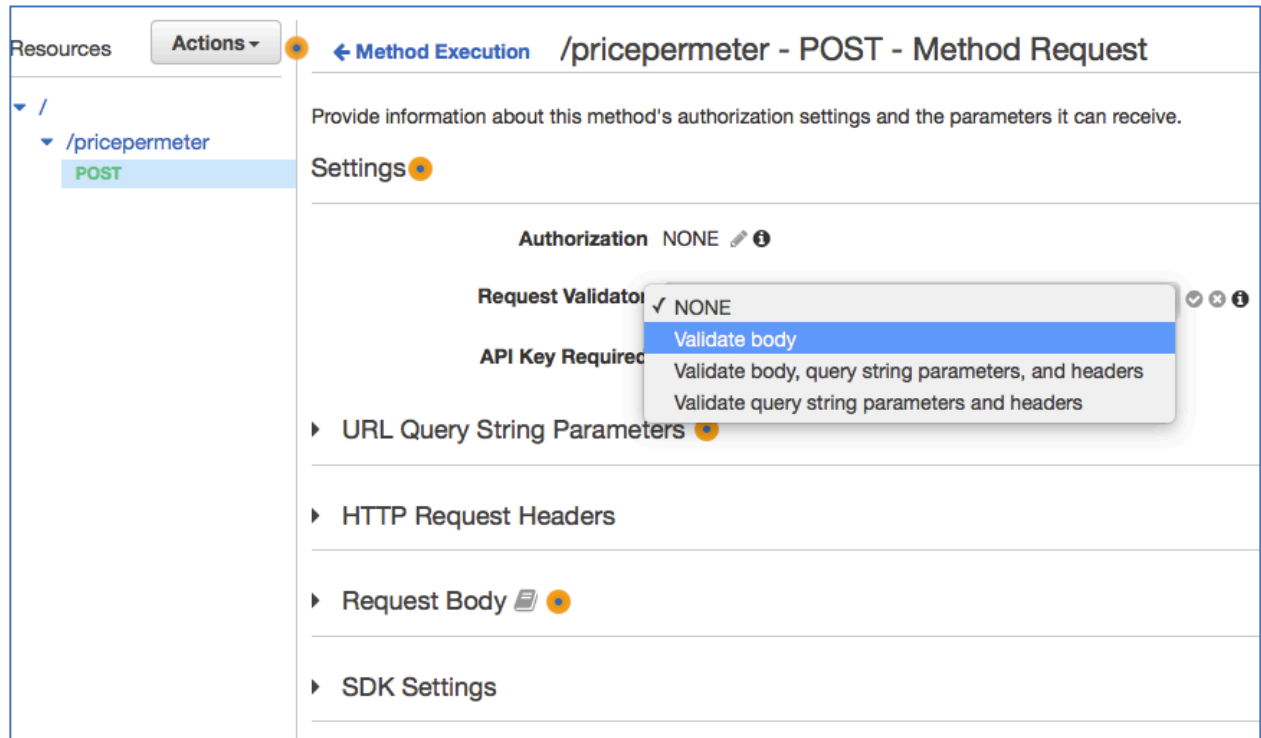 Resources
Actions
Method Execution
/pricepermeter - POST - Method Request
/
/pricepermeter
POST
Provide information about this method's authorization settings and the parameters it can receive.
Settings
Authorization NONE
Request Validator
✓ NONE
Validate body
API Key Required
Validate body, query string parameters, and headers
Validate query string parameters and headers
URL Query String Parameters
HTTP Request Headers
Request Body
SDK Settings